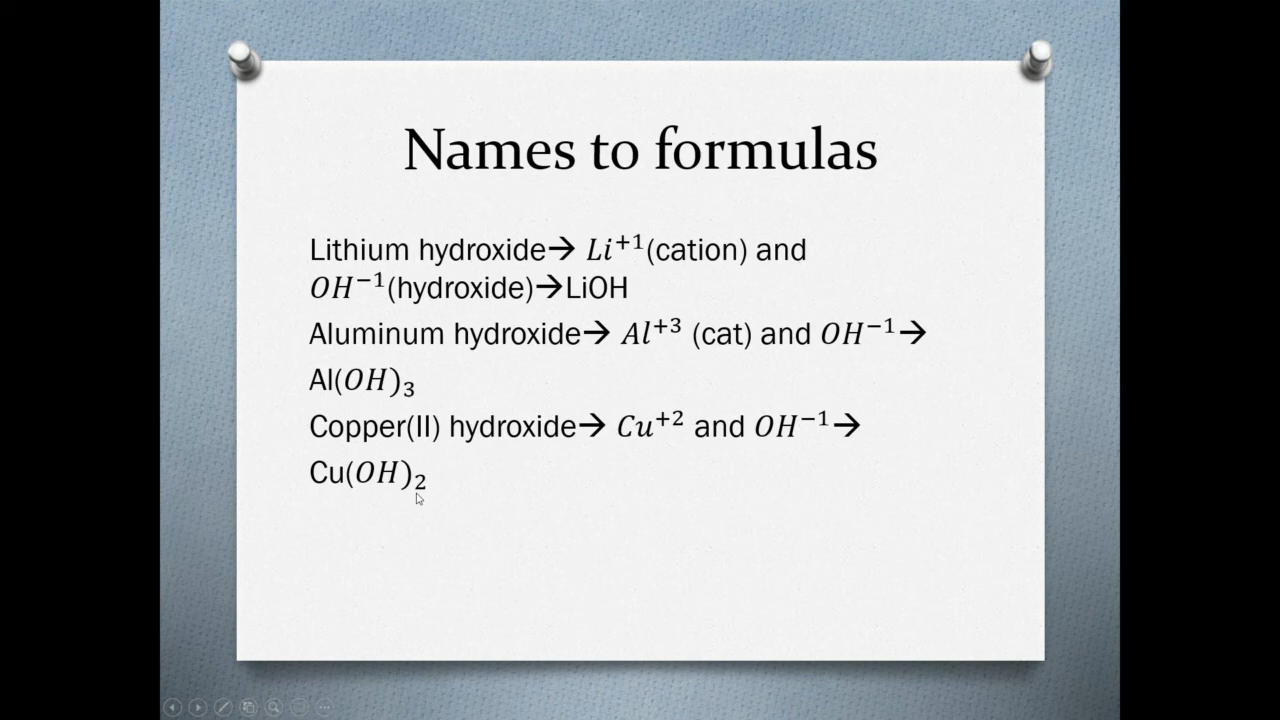 Names to formulas
Lithium hydroxide→ Li⁺¹(cation) and
OH⁻¹(hydroxide)→LiOH
Aluminum hydroxide→ Al⁺³ (cat) and OH⁻¹→
Al(OH)₃
Copper(II) hydroxide→ Cu⁺² and OH⁻¹→
Cu(OH)₂